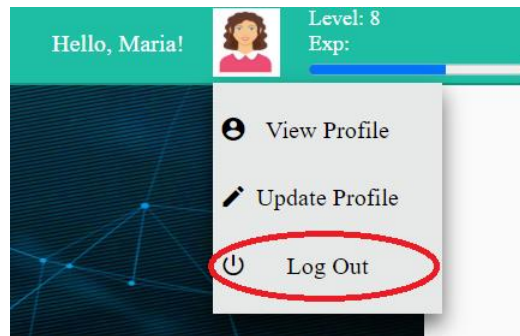 Hello, Maria!
Level: 8
Exp:
View Profile
Update Profile
Log Out